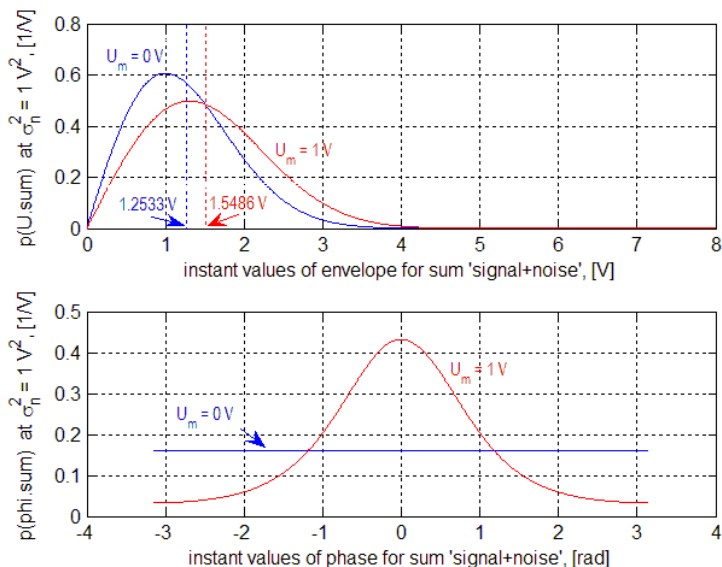 p(U.sum) at σₙ² = 1 V², [1/V]
0.8
0.6
0.4
0.2
0
Uₘ = 0 V
Uₘ = 1 V
1.2533 V
1.5486 V
0 1 2 3 4 5 6 7 8
instant values of envelope for sum 'signal+noise', [V]
p(phi.sum) at σₙ² = 1 V², [1/V]
0.5
0.4
0.3
0.2
0.1
0
Uₘ = 1 V
Uₘ = 0 V
-4 -3 -2 -1 0 1 2 3 4
instant values of phase for sum 'signal+noise', [rad]